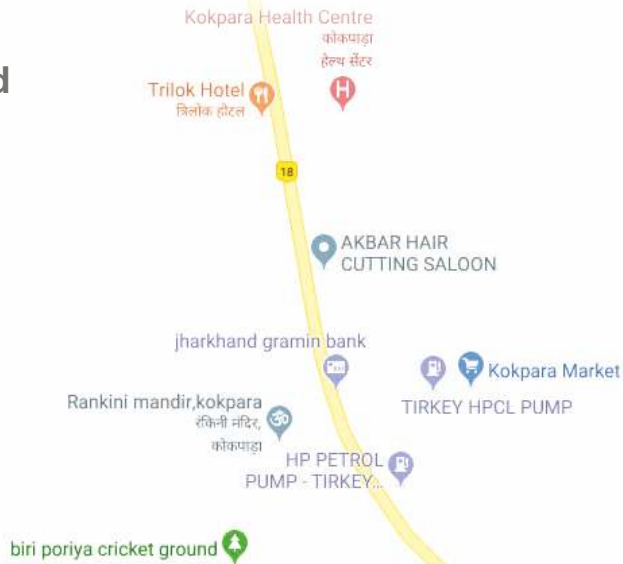 Kokpara Health Centre
कोकपाड़ा
हेल्थ सेंटर
d
Trilok Hotel
त्रिलोक होटल
H
18
AKBAR HAIR
CUTTING SALOON
jharkhand gramin bank
Kokpara Market
TIRKEY HPCL PUMP
Rankini mandir,kokpara
रंकिनी मंदिर,
कोकपाड़ा
ॐ
HP PETROL
PUMP - TIRKEY...
biri poriya cricket ground